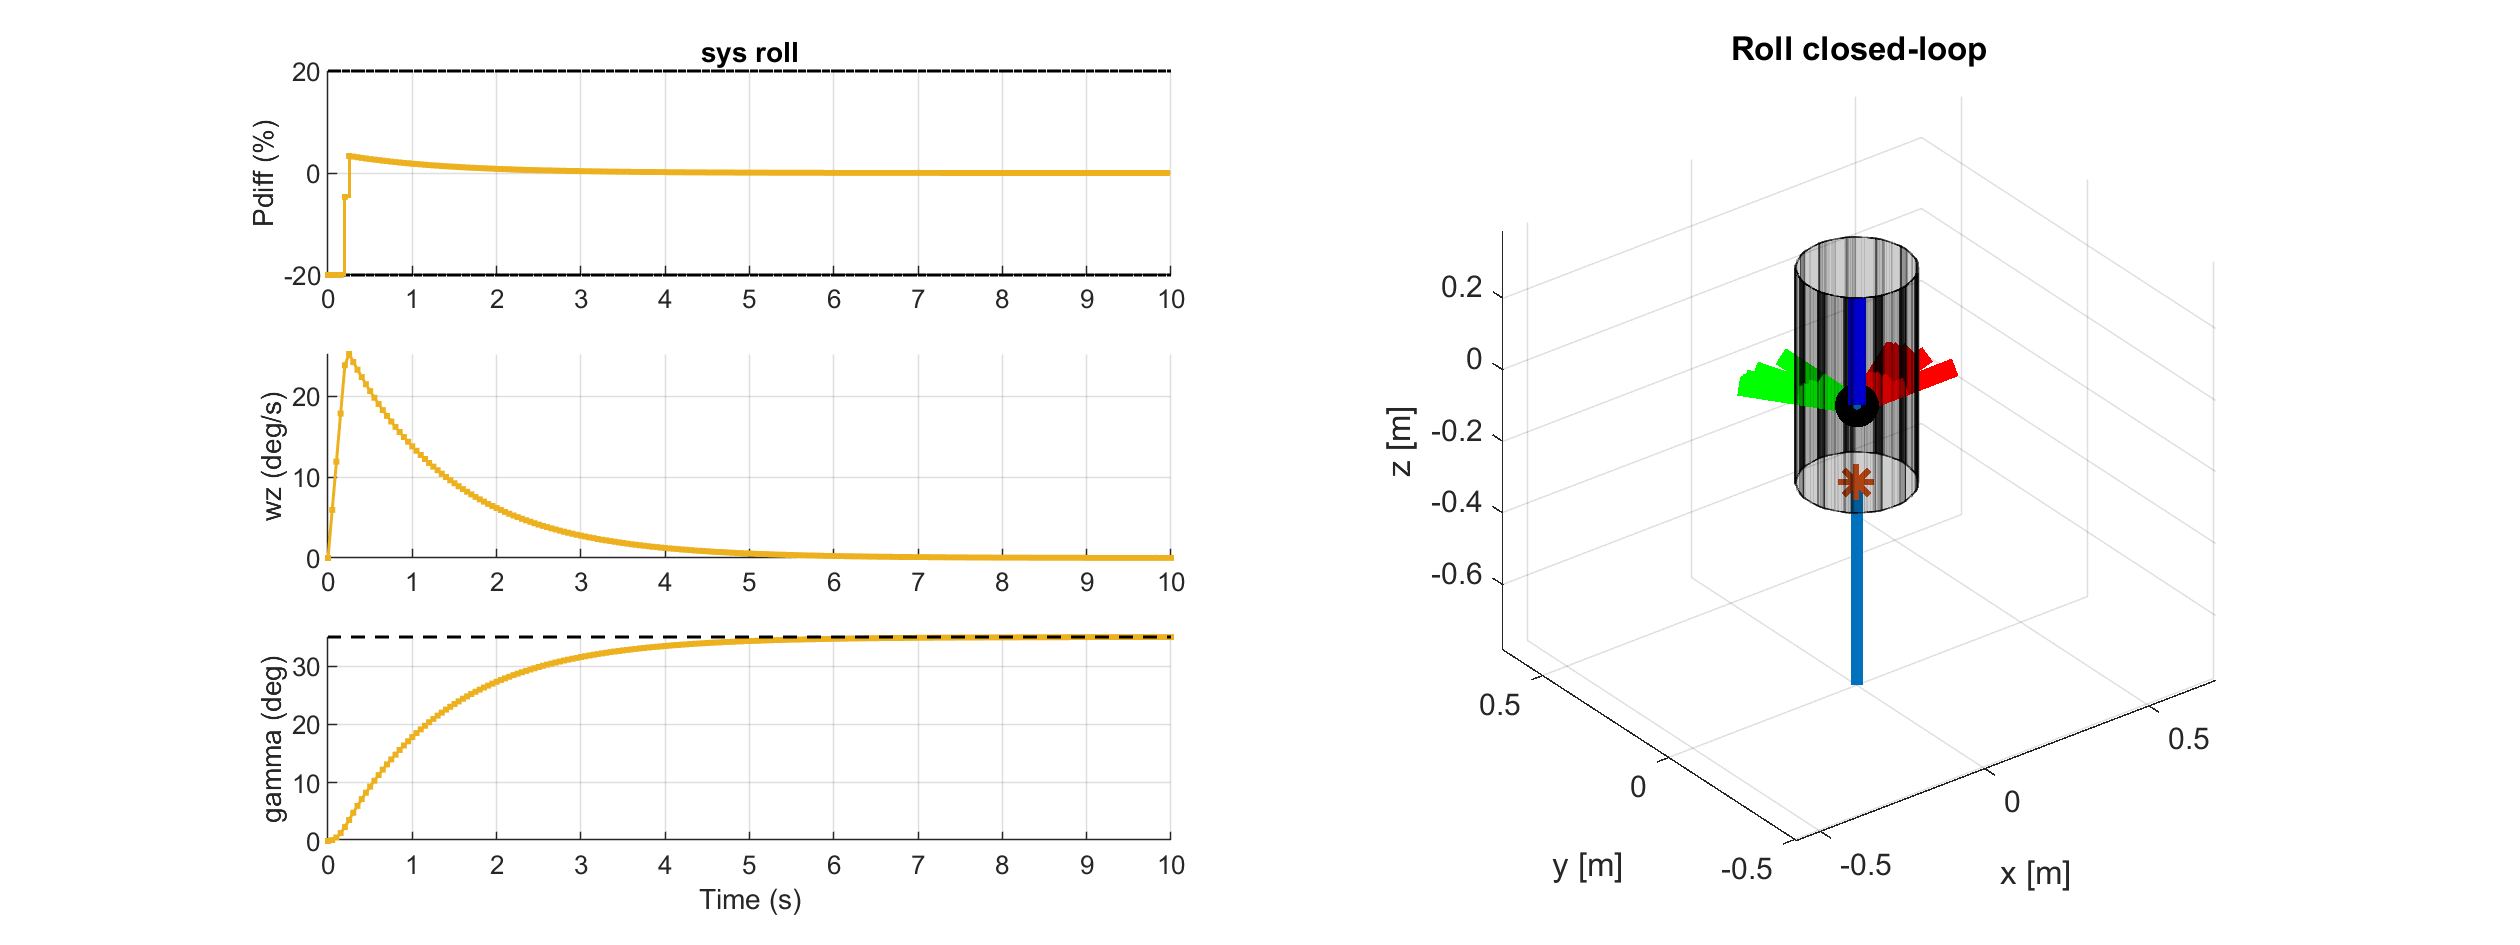 sys roll
20
0
-20
Pdiff (%)
0 1 2 3 4 5 6 7 8 9 10
20
10
0
wz (deg/s)
0 1 2 3 4 5 6 7 8 9 10
30
20
10
0
gamma (deg)
0 1 2 3 4 5 6 7 8 9 10
Time (s)
Roll closed-loop
0.2
0
-0.2
-0.4
-0.6
z [m]
0.5
0
-0.5
y [m]
-0.5
0
0.5
x [m]